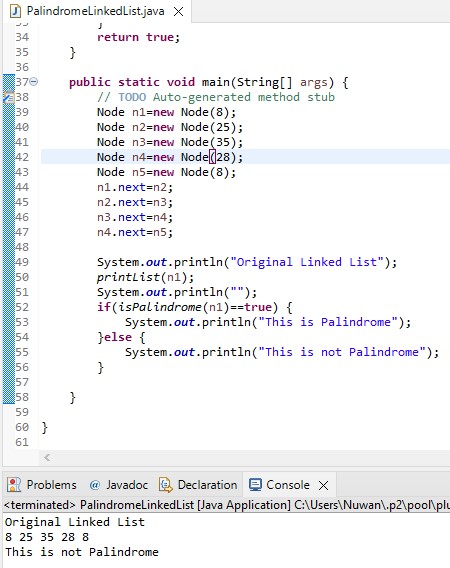 PalindromeLinkedList.java
33 }
34 return true;
35 }
36
37 public static void main(String[] args) {
38 // TODO Auto-generated method stub
39 Node n1=new Node(8);
40 Node n2=new Node(25);
41 Node n3=new Node(35);
42 Node n4=new Node(28);
43 Node n5=new Node(8);
44 n1.next=n2;
45 n2.next=n3;
46 n3.next=n4;
47 n4.next=n5;
48
49 System.out.println("Original Linked List");
50 printList(n1);
51 System.out.println("");
52 if(isPalindrome(n1)==true) {
53 System.out.println("This is Palindrome");
54 }else {
55 System.out.println("This is not Palindrome");
56 }
57
58 }
59
60 }
61
Problems @ Javadoc Declaration Console
<terminated> PalindromeLinkedList [Java Application] C:\Users\Nuwan\.p2\pool\plu
Original Linked List
8 25 35 28 8
This is not Palindrome